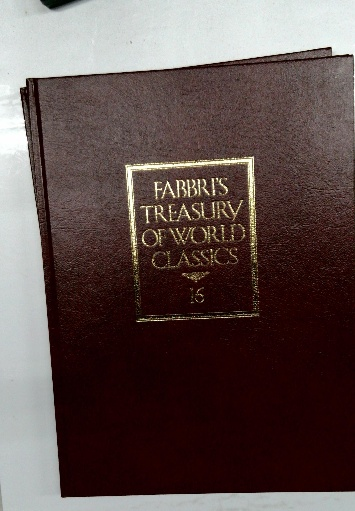 FABBRI'S
TREASURY
OF WORLD
CLASSICS
16